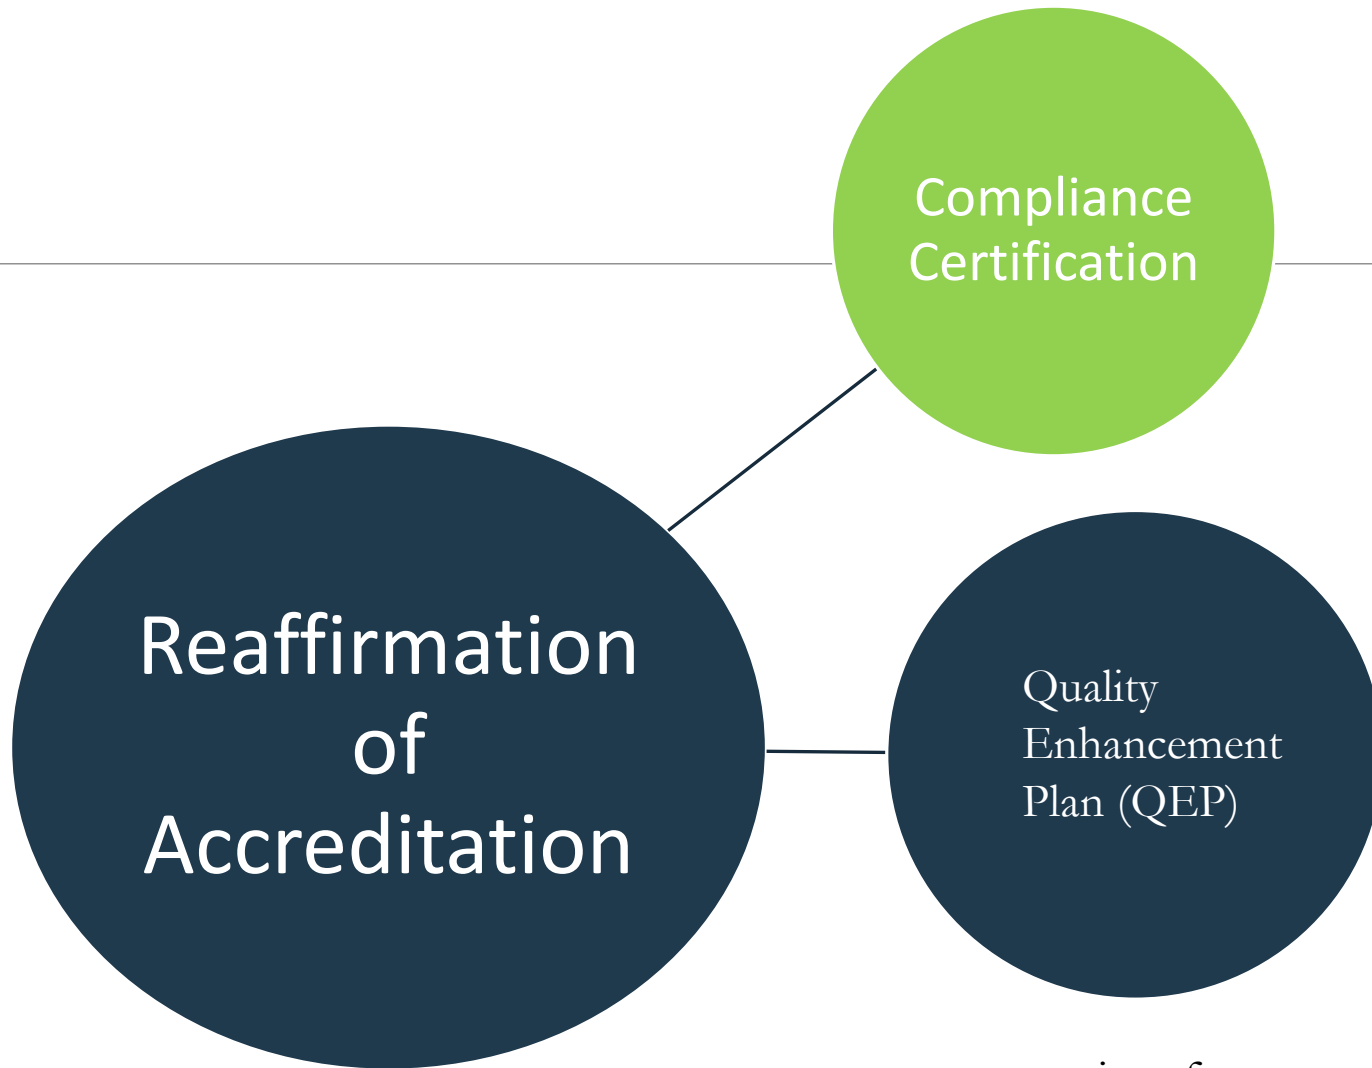 Compliance
Certification
Reaffirmation
of
Accreditation
Quality
Enhancement
Plan (QEP)